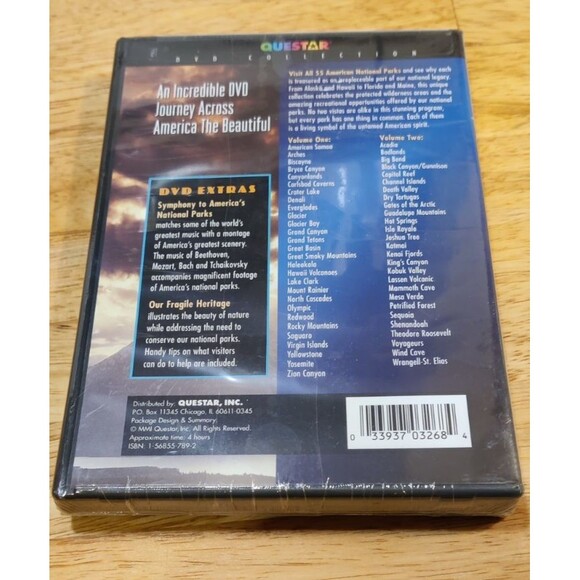 QUESTAR
DVD COLLECTION
An Incredible DVD
Journey Across
America The Beautiful
Visit All 55 American National Parks and see why each
is treasured as an irreplaceable part of our national legacy.
From Alaska and Hawaii to Florida and Maine, this unique
collection celebrates the protected wilderness areas and the
amazing recreational opportunities offered by our national
parks. No two vistas are alike in this stunning program,
but every park has one thing in common. Each of them
is a living symbol of the untamed American spirit.
DVD EXTRAS
Symphony to America's
National Parks
matches some of the world's
greatest music with a montage
of America's greatest scenery.
The music of Beethoven,
Mozart, Bach and Tchaikovsky
accompanies magnificent footage
of America's national parks.
Our Fragile Heritage
illustrates the beauty of nature
while addressing the need to
conserve our national parks.
Handy tips on what visitors
can do to help are included.
Volume One:
American Samoa
Arches
Biscayne
Bryce Canyon
Canyonlands
Carlsbad Caverns
Crater Lake
Denali
Everglades
Glacier
Glacier Bay
Grand Canyon
Grand Tetons
Great Basin
Great Smoky Mountains
Haleakala
Hawaii Volcanoes
Lake Clark
Mount Rainier
North Cascades
Olympic
Redwood
Rocky Mountains
Saguaro
Virgin Islands
Yellowstone
Yosemite
Zion Canyon
Volume Two:
Acadia
Badlands
Big Bend
Black Canyon/Gunnison
Capitol Reef
Channel Islands
Death Valley
Dry Tortugas
Gates of the Arctic
Guadalupe Mountains
Hot Springs
Isle Royale
Joshua Tree
Katmai
Kenai Fjords
King's Canyon
Kobuk Valley
Lassen Volcanic
Mammoth Cave
Mesa Verde
Petrified Forest
Sequoia
Shenandoah
Theodore Roosevelt
Voyageurs
Wind Cave
Wrangell-St. Elias
Distributed by: QUESTAR, INC.
P.O. Box 11345 Chicago, IL 60611-0345
Package Design & Summary:
© MMI Questar, Inc. All Rights Reserved.
Approximate time: 4 hours
ISBN: 1-56855-789-2
0 33937 03268 4